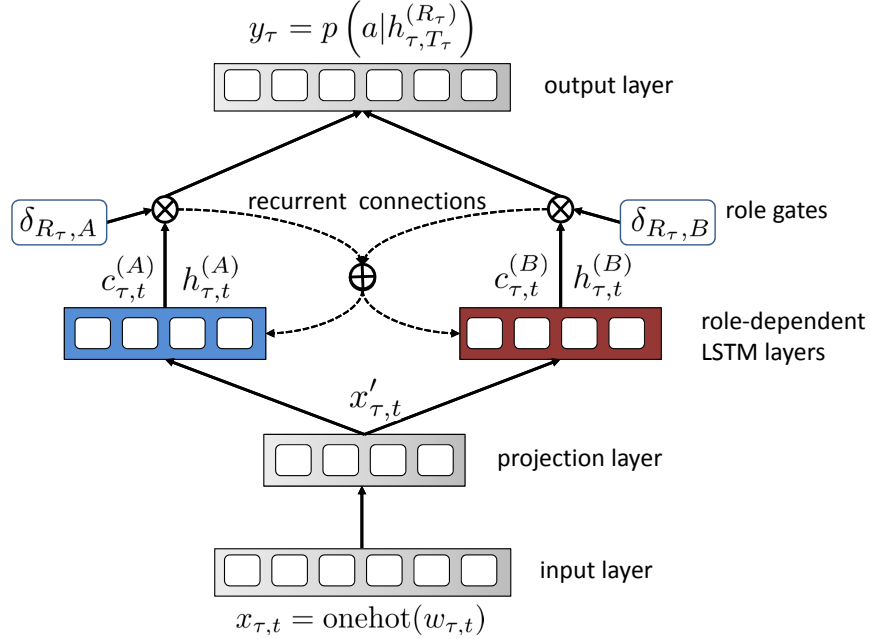 y_τ = p (a|h_{τ,T_τ}^{(R_τ)})
output layer
recurrent connections
δ_{R_τ,A}
δ_{R_τ,B}
role gates
c_{τ,t}^{(A)} h_{τ,t}^{(A)}
c_{τ,t}^{(B)} h_{τ,t}^{(B)}
role-dependent
LSTM layers
x′_{τ,t}
projection layer
input layer
x_{τ,t} = onehot(w_{τ,t})